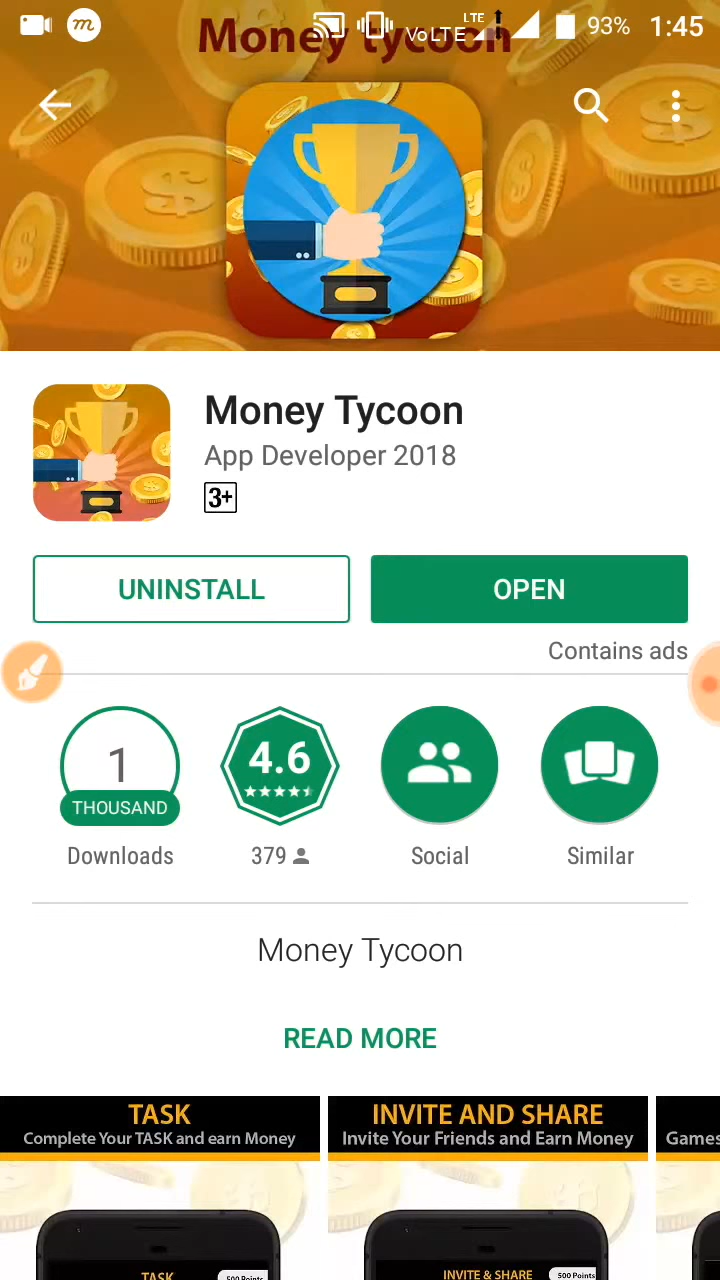 Money tycoon
m
VoLTE LTE 93% 1:45
Money Tycoon
App Developer 2018
3+
UNINSTALL OPEN
Contains ads
1 4.6
THOUSAND
Downloads 379 Social Similar
Money Tycoon
READ MORE
TASK INVITE AND SHARE
Complete Your TASK and earn Money Invite Your Friends and Earn Money Games
TASK 500 Points INVITE & SHARE 500 Points